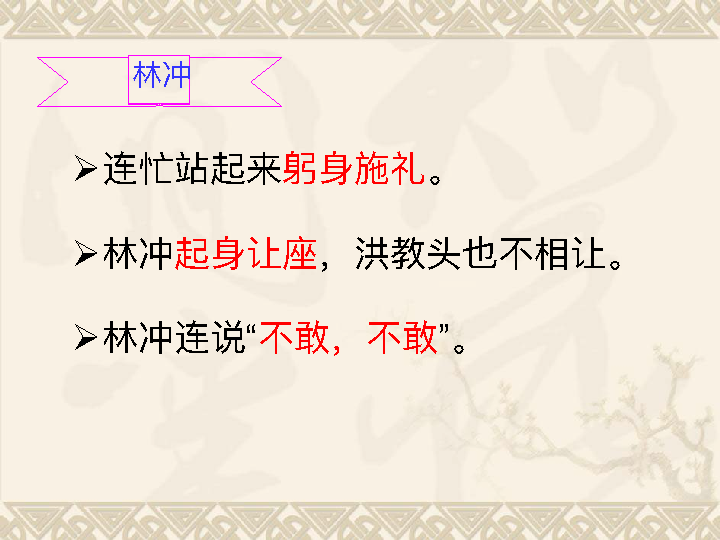 林冲
➢连忙站起来躬身施礼。
➢林冲起身让座，洪教头也不相让。
➢林冲连说“不敢，不敢”。